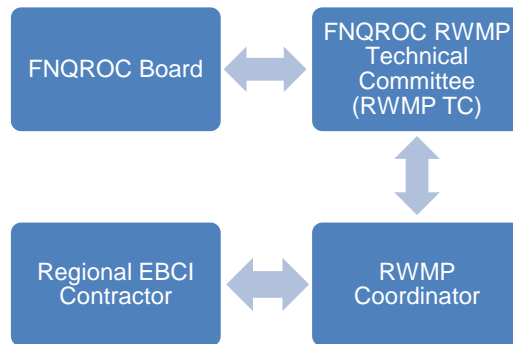 FNQROC Board
FNQROC RWMP
Technical
Committee
(RWMP TC)
Regional EBCI
Contractor
RWMP
Coordinator